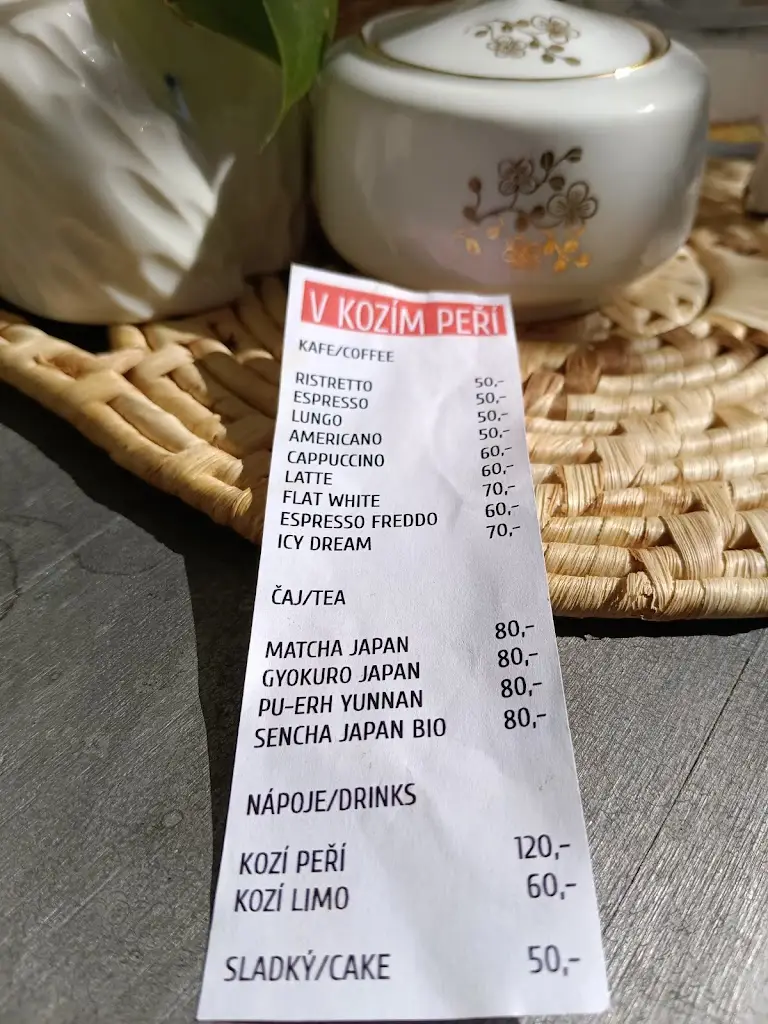 V KOZÍM PEŘÍ
KAFE/COFFEE
RISTRETTO 50,-
ESPRESSO 50,-
LUNGO 50,-
AMERICANO 50,-
CAPPUCCINO 60,-
LATTE 60,-
FLAT WHITE 70,-
ESPRESSO FREDDO 60,-
ICY DREAM 70,-
ČAJ/TEA
MATCHA JAPAN 80,-
GYOKURO JAPAN 80,-
PU-ERH YUNNAN 80,-
SENCHA JAPAN BIO 80,-
NÁPOJE/DRINKS
KOZÍ PEŘÍ 120,-
KOZÍ LIMO 60,-
SLADKÝ/CAKE 50,-